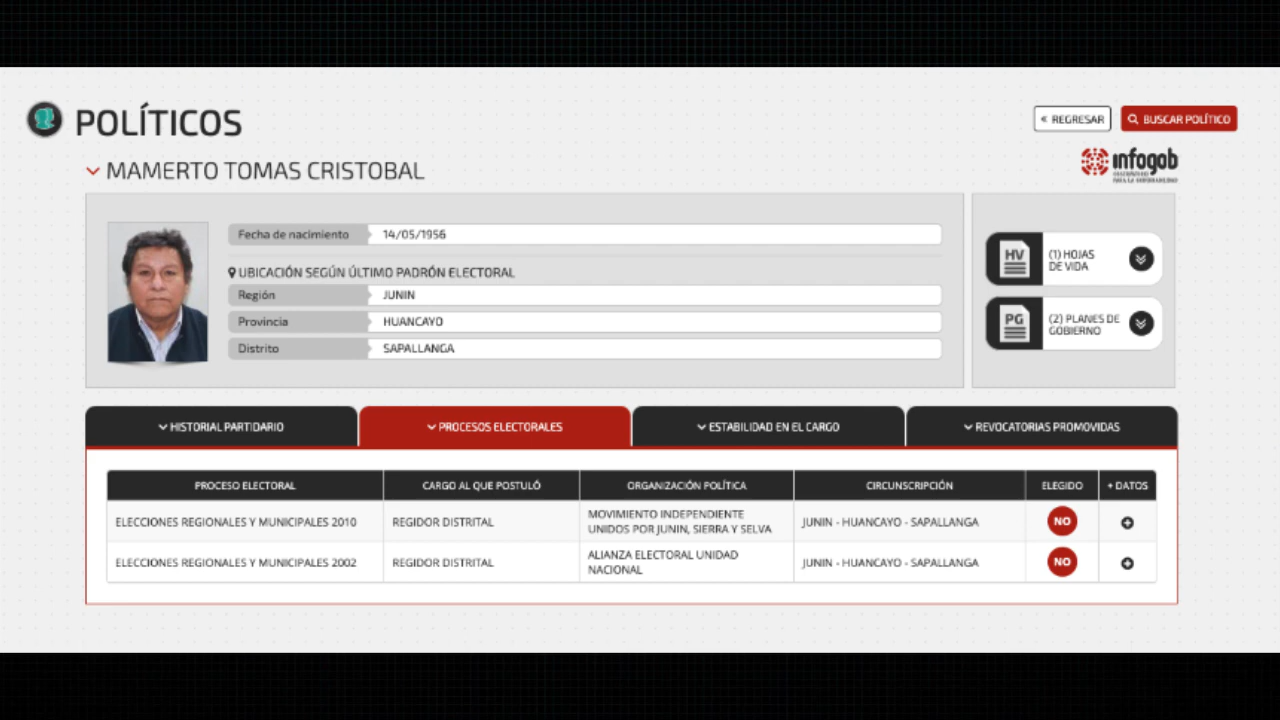 POLÍTICOS
« REGRESAR
BUSCAR POLÍTICO
MAMERTO TOMAS CRISTOBAL
infogob
Fecha de nacimiento 14/05/1956
UBICACIÓN SEGÚN ÚLTIMO PADRÓN ELECTORAL
Región JUNIN
Provincia HUANCAYO
Distrito SAPALLANGA
HV
(1) HOJAS
DE VIDA
PG
(2) PLANES DE
GOBIERNO
HISTORIAL PARTIDARIO
PROCESOS ELECTORALES
ESTABILIDAD EN EL CARGO
REVOCATORIAS PROMOVIDAS
PROCESO ELECTORAL CARGO AL QUE POSTULÓ ORGANIZACIÓN POLÍTICA CIRCUNSCRIPCIÓN ELEGIDO + DATOS
ELECCIONES REGIONALES Y MUNICIPALES 2010
REGIDOR DISTRITAL
MOVIMIENTO INDEPENDIENTE
UNIDOS POR JUNIN, SIERRA Y SELVA
JUNIN - HUANCAYO - SAPALLANGA
NO
ELECCIONES REGIONALES Y MUNICIPALES 2002
REGIDOR DISTRITAL
ALIANZA ELECTORAL UNIDAD
NACIONAL
JUNIN - HUANCAYO - SAPALLANGA
NO